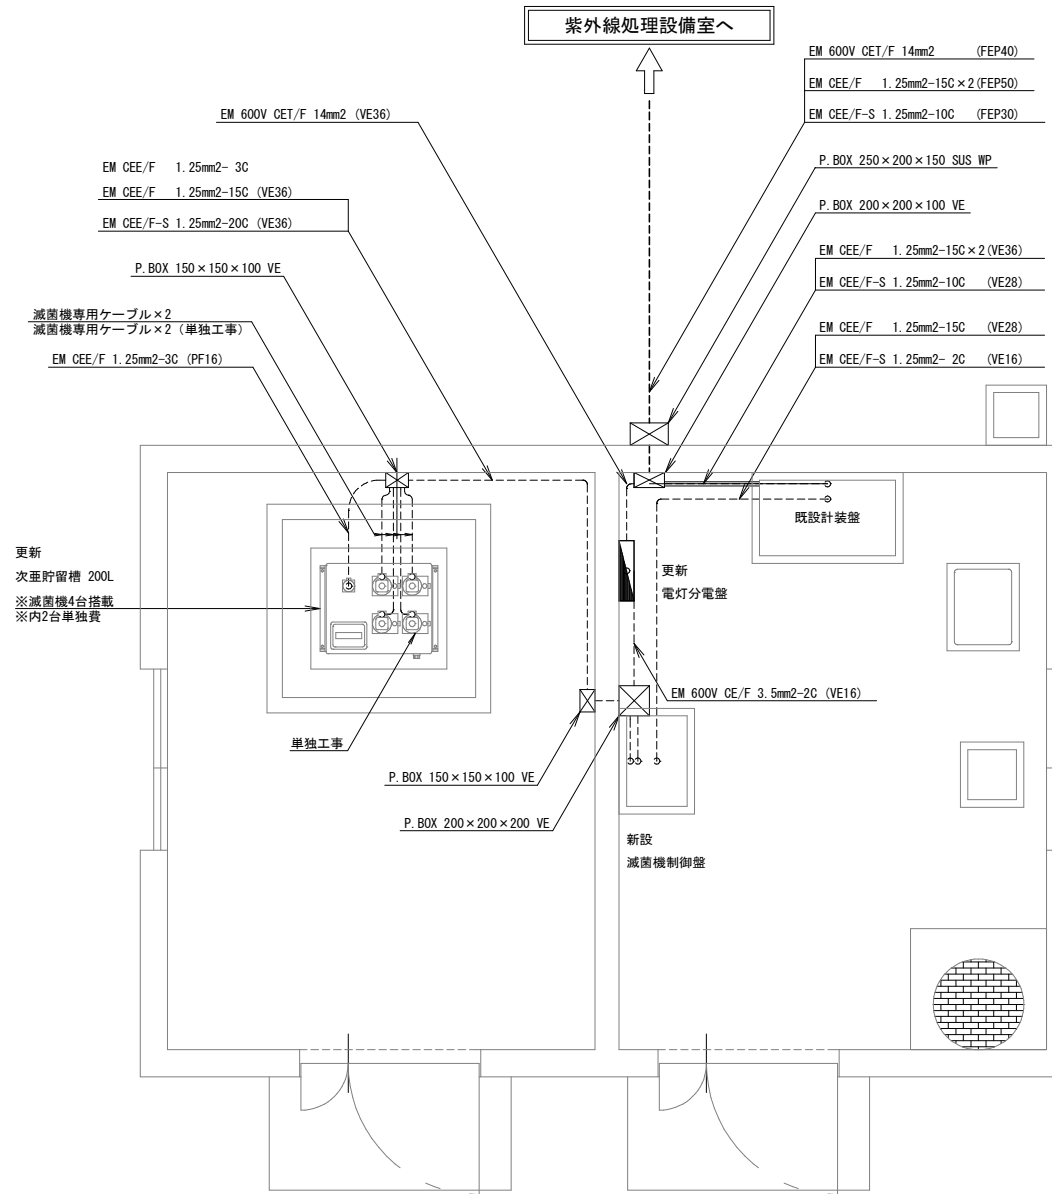 紫外線処理設備室へ
EM 600V CET/F 14mm2 (FEP40)
EM CEE/F 1.25mm2-15C×2(FEP50)
EM CEE/F-S 1.25mm2-10C (FEP30)
EM 600V CET/F 14mm2 (VE36)
P.BOX 250×200×150 SUS WP
EM CEE/F 1.25mm2- 3C
EM CEE/F 1.25mm2-15C (VE36)
EM CEE/F-S 1.25mm2-20C (VE36)
P.BOX 200×200×100 VE
EM CEE/F 1.25mm2-15C×2(VE36)
EM CEE/F-S 1.25mm2-10C (VE28)
P.BOX 150×150×100 VE
滅菌機専用ケーブル×2
滅菌機専用ケーブル×2（単独工事）
EM CEE/F 1.25mm2-3C (PF16)
EM CEE/F 1.25mm2-15C (VE28)
EM CEE/F-S 1.25mm2- 2C (VE16)
既設計装盤
更新
次亜貯留槽 200L
※滅菌機4台搭載
※内2台単独費
更新
電灯分電盤
EM 600V CE/F 3.5mm2-2C (VE16)
単独工事
P.BOX 150×150×100 VE
P.BOX 200×200×200 VE
新設
滅菌機制御盤